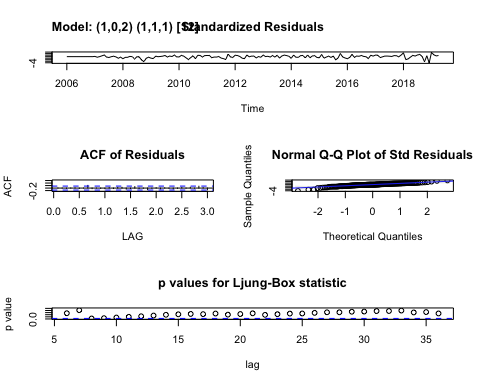 Model: (1,0,2) (1,1,1) [12] Standardized Residuals
-4
2006 2008 2010 2012 2014 2016 2018
Time
ACF of Residuals
ACF
-0.2
0.0 0.5 1.0 1.5 2.0 2.5 3.0
LAG
Normal Q-Q Plot of Std Residuals
Sample Quantiles
-4
-2 -1 0 1 2
Theoretical Quantiles
p values for Ljung-Box statistic
p value
0.0
5 10 15 20 25 30 35
lag